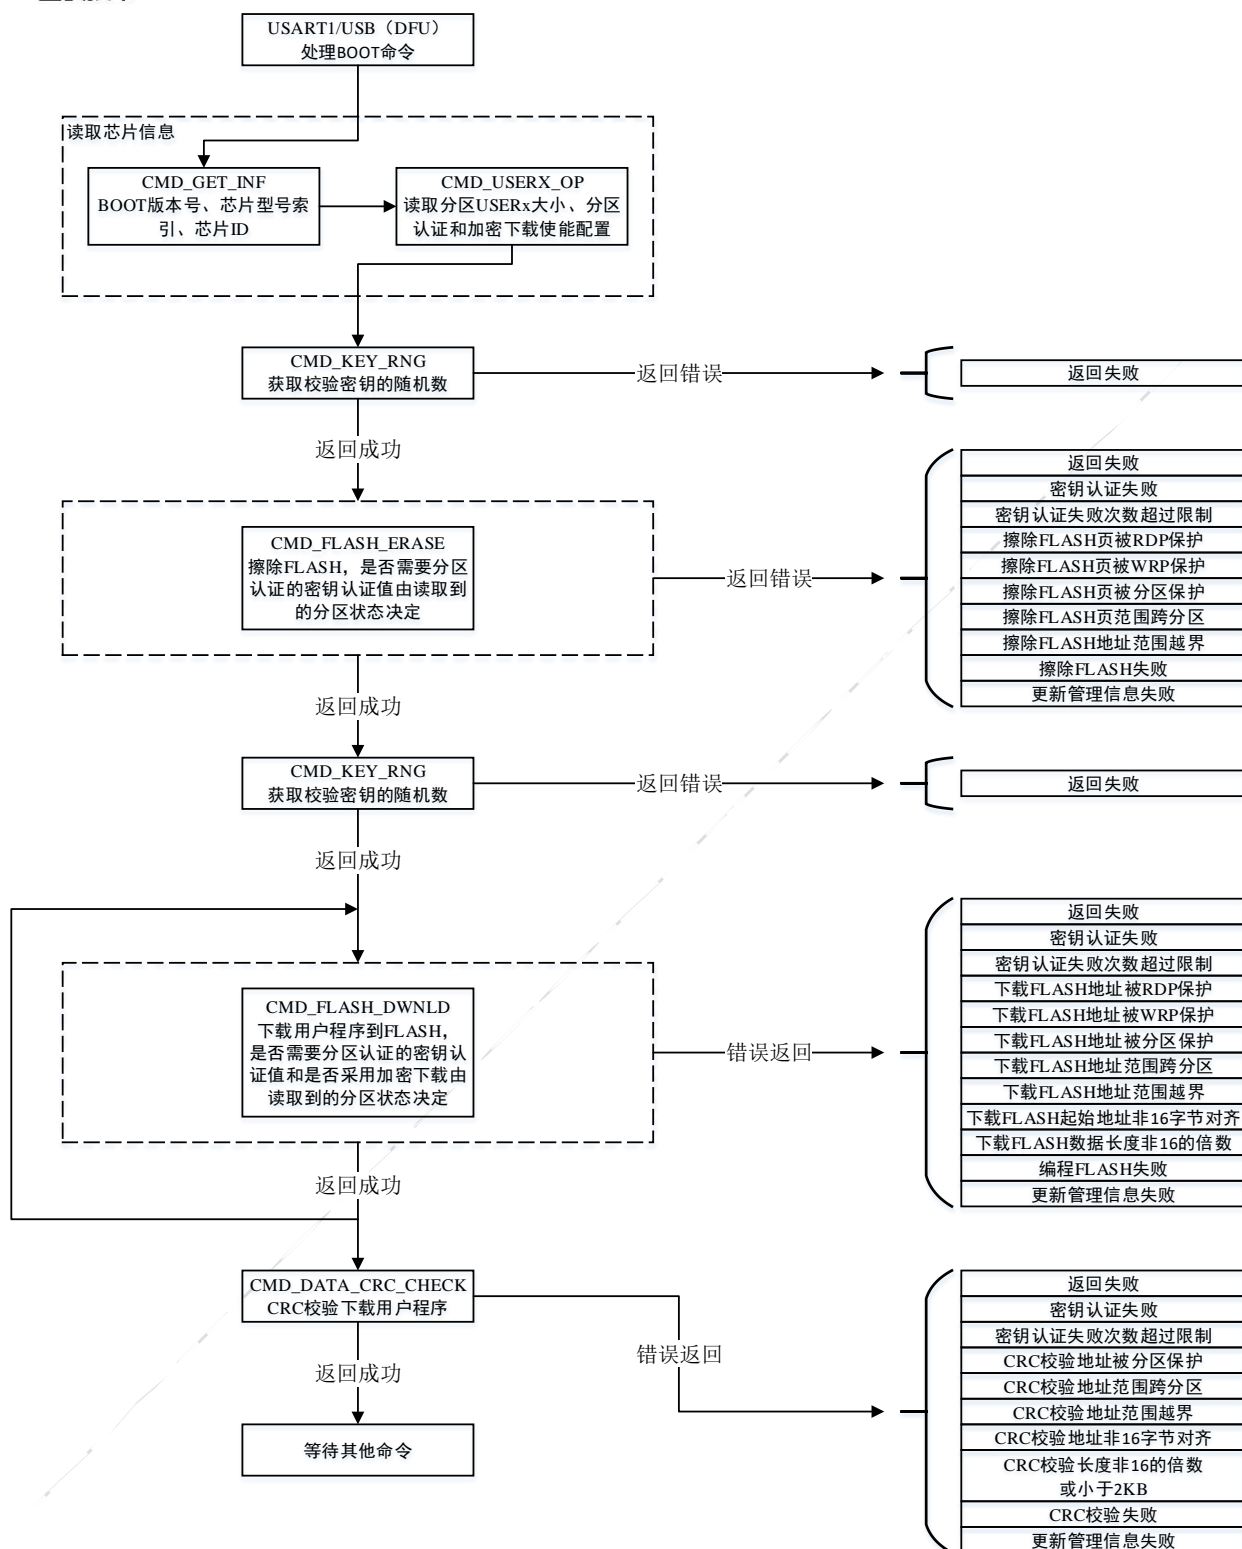 USART1/USB（DFU）
处理BOOT命令
读取芯片信息
CMD_GET_INF
BOOT版本号、芯片型号索
引、芯片ID
CMD_USERX_OP
读取分区USERx大小、分区
认证和加密下载使能配置
CMD_KEY_RNG
获取校验密钥的随机数
返回错误
返回失败
返回成功
CMD_FLASH_ERASE
擦除FLASH，是否需要分区
认证的密钥认证值由读取到
的分区状态决定
返回错误
返回失败
密钥认证失败
密钥认证失败次数超过限制
擦除FLASH页被RDP保护
擦除FLASH页被WRP保护
擦除FLASH页被分区保护
擦除FLASH页范围跨分区
擦除FLASH地址范围越界
擦除FLASH失败
更新管理信息失败
返回成功
CMD_KEY_RNG
获取校验密钥的随机数
返回错误
返回失败
返回成功
CMD_FLASH_DWNLD
下载用户程序到FLASH，
是否需要分区认证的密钥认
证值和是否采用加密下载由
读取到的分区状态决定
错误返回
返回失败
密钥认证失败
密钥认证失败次数超过限制
下载FLASH地址被RDP保护
下载FLASH地址被WRP保护
下载FLASH地址被分区保护
下载FLASH地址范围跨分区
下载FLASH地址范围越界
下载FLASH起始地址非16字节对齐
下载FLASH数据长度非16的倍数
编程FLASH失败
更新管理信息失败
返回成功
CMD_DATA_CRC_CHECK
CRC校验下载用户程序
错误返回
返回失败
密钥认证失败
密钥认证失败次数超过限制
CRC校验地址被分区保护
CRC校验地址范围跨分区
CRC校验地址范围越界
CRC校验地址非16字节对齐
CRC校验长度非16的倍数
或小于2KB
CRC校验失败
更新管理信息失败
返回成功
等待其他命令